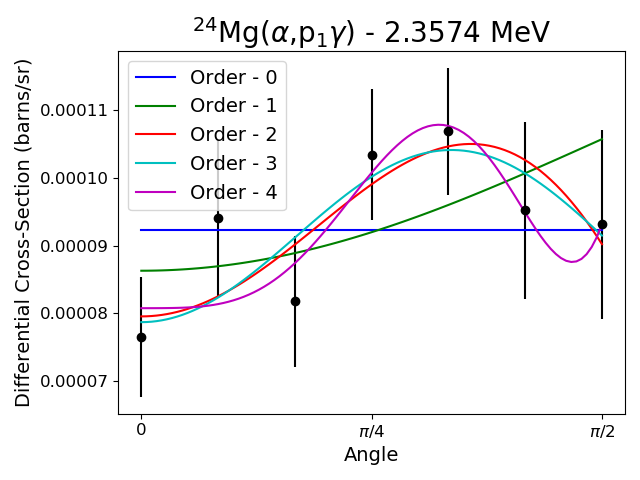 ²⁴Mg(α,p₁γ) - 2.3574 MeV
Differential Cross-Section (barns/sr)
0.00011
0.00010
0.00009
0.00008
0.00007
Order - 0
Order - 1
Order - 2
Order - 3
Order - 4
0 π/4 π/2
Angle